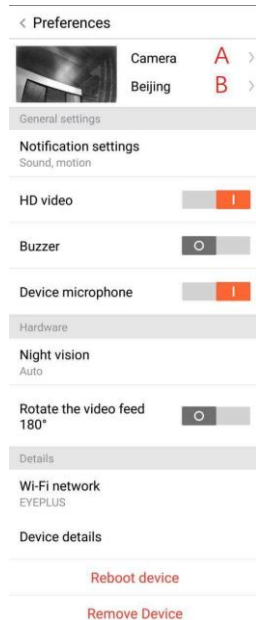 < Preferences
Camera A >
Beijing B >
General settings
Notification settings
Sound, motion
HD video
Buzzer
Device microphone
Hardware
Night vision
Auto
Rotate the video feed
180°
Details
Wi-Fi network
EYEPLUS
Device details
Reboot device
Remove Device